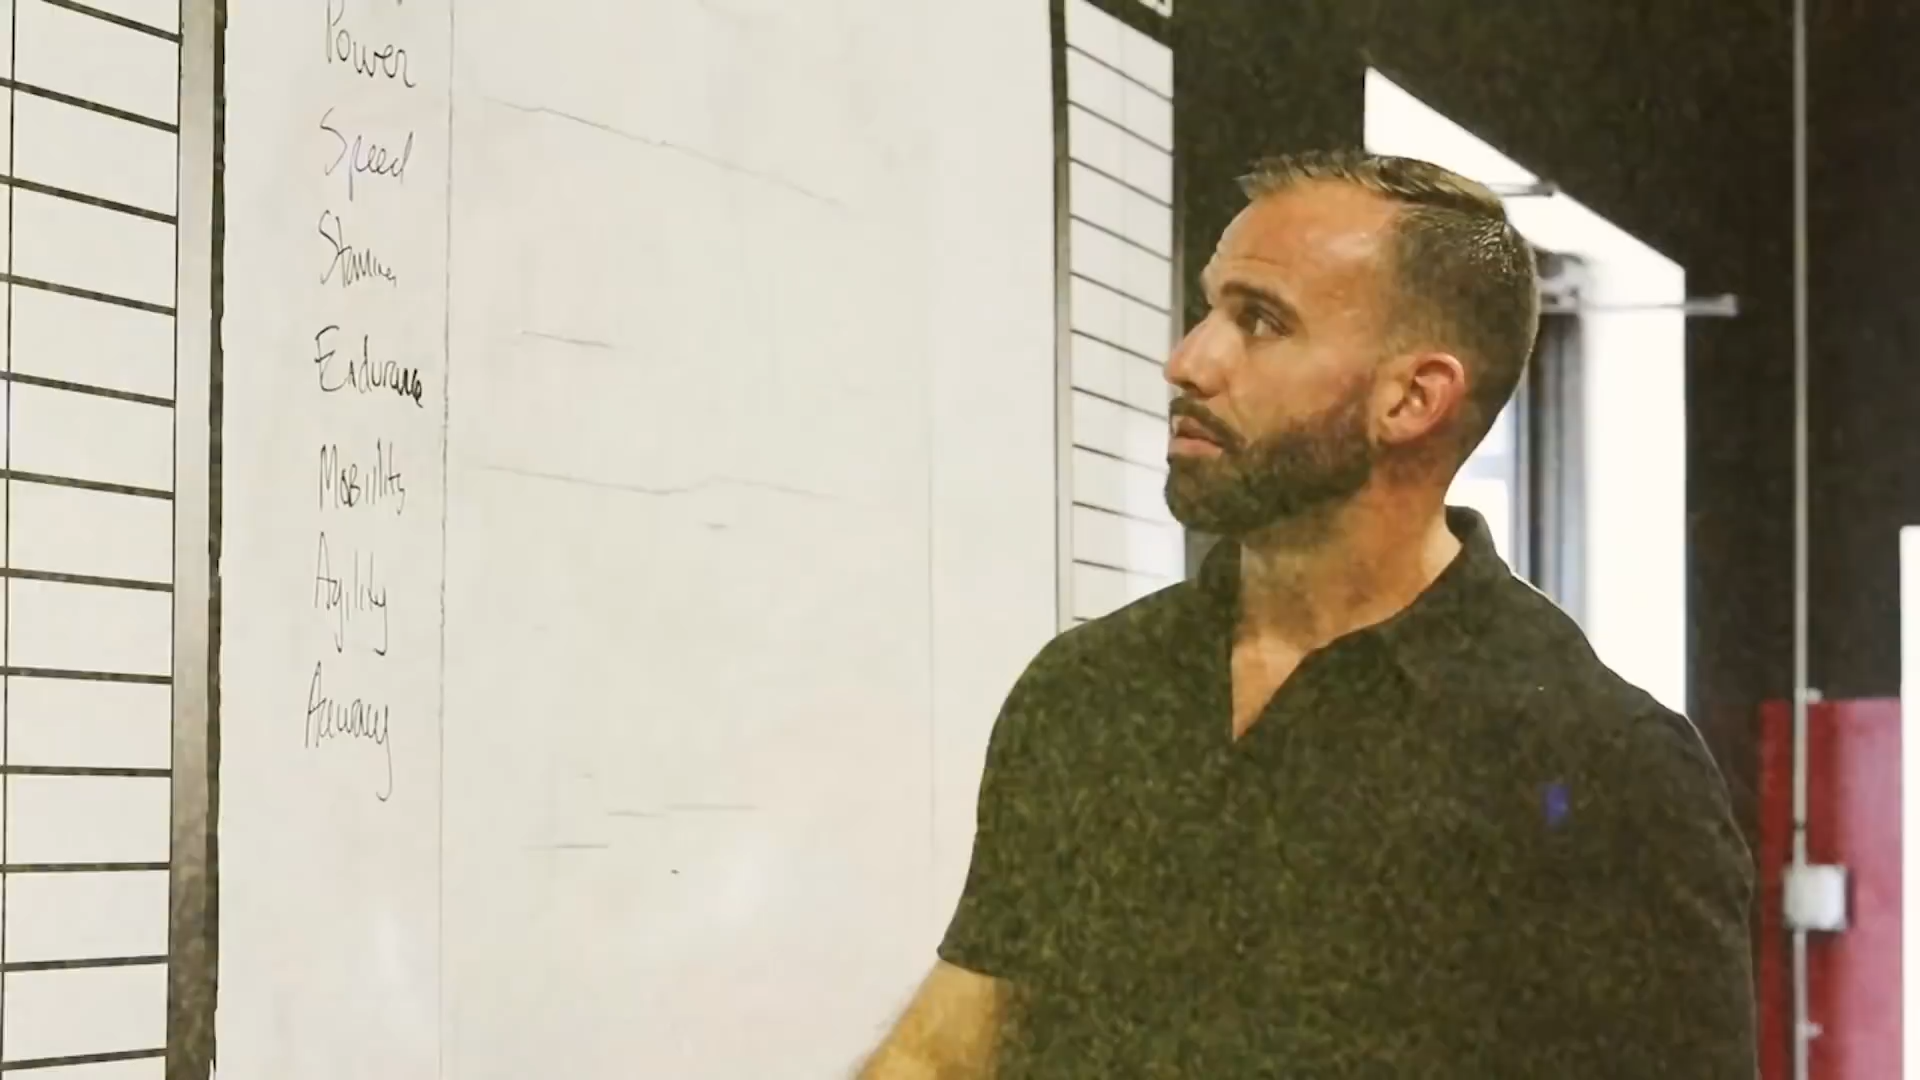 Power
Speed
Stamina
Endurance
Mobility
Agility
Accuracy